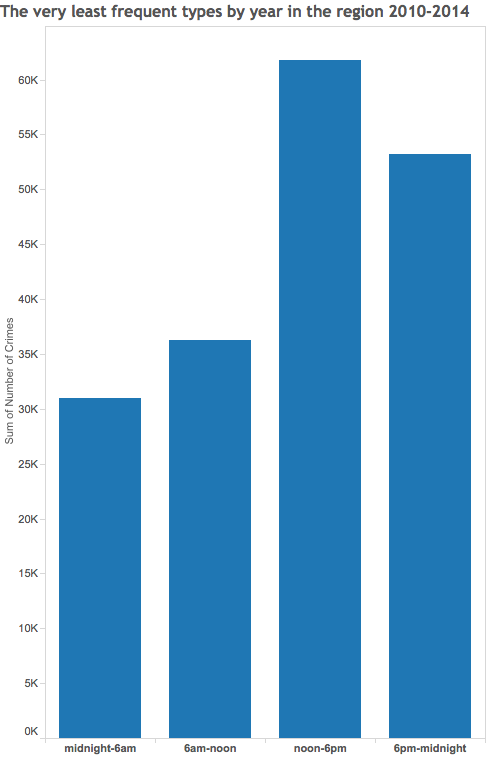 The very least frequent types by year in the region 2010-2014
60K
55K
50K
45K
40K
35K
30K
25K
20K
15K
10K
5K
0K
Sum of Number of Crimes
midnight-6am
6am-noon
noon-6pm
6pm-midnight